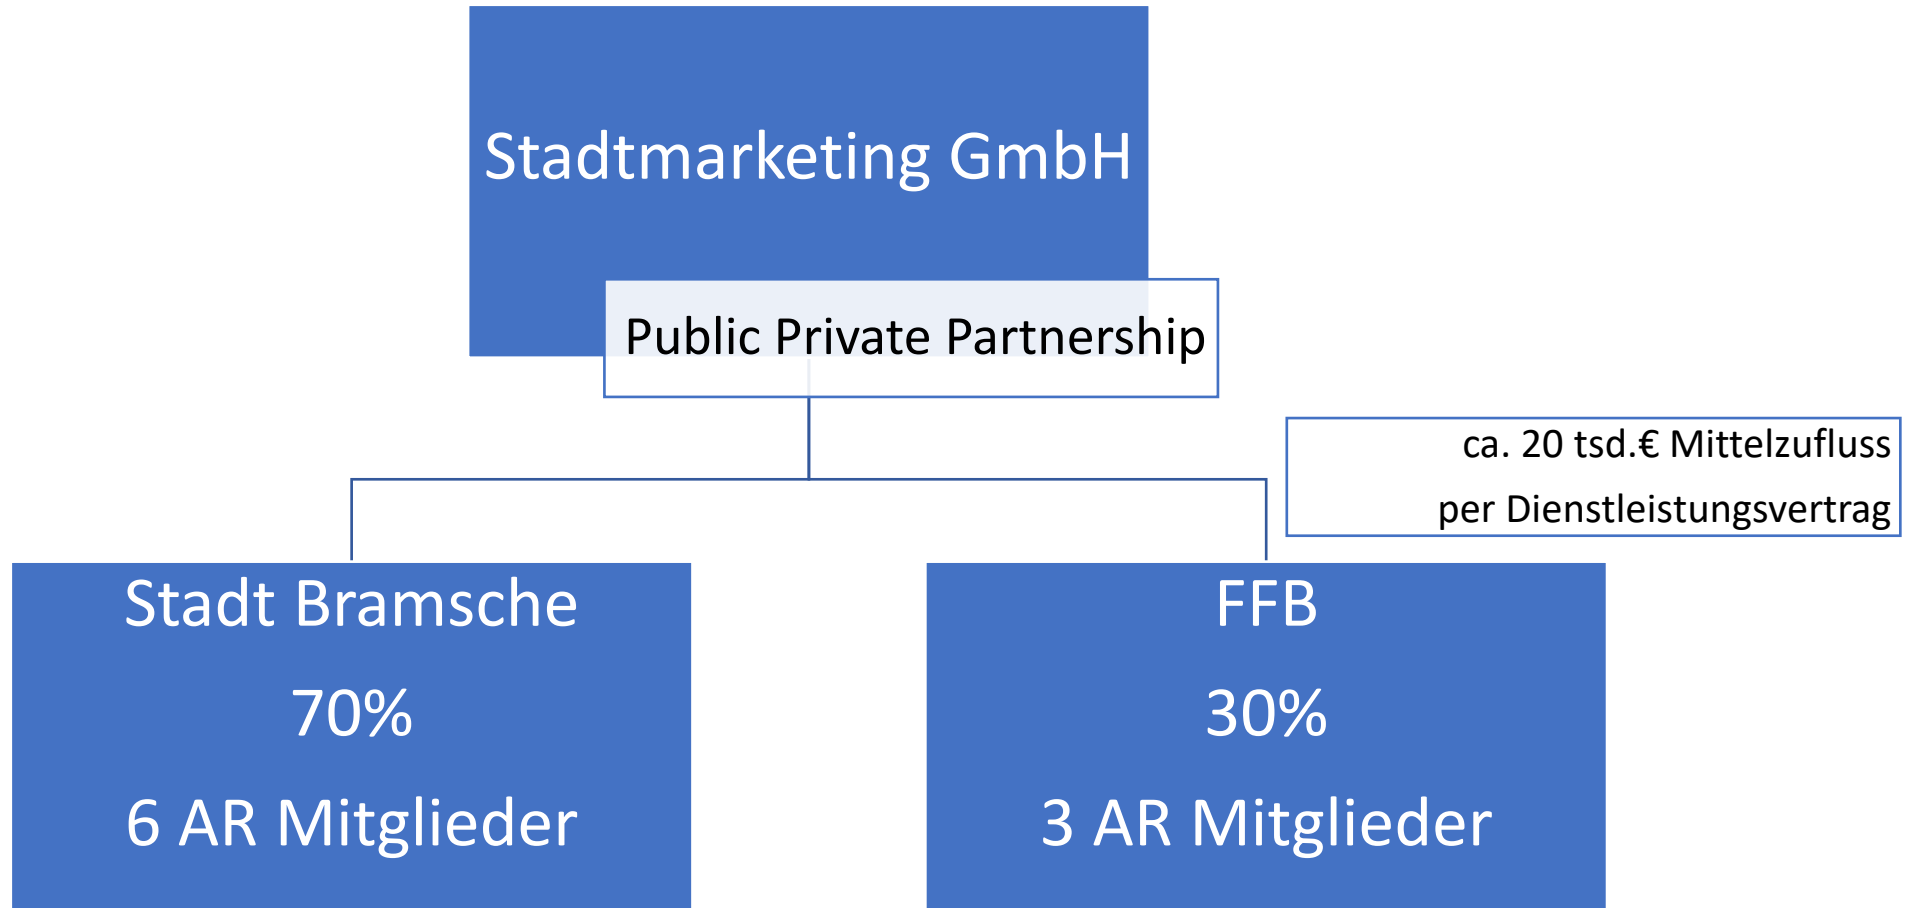 Stadtmarketing GmbH
Public Private Partnership
ca. 20 tsd.€ Mittelzufluss
per Dienstleistungsvertrag
Stadt Bramsche
70%
6 AR Mitglieder
FFB
30%
3 AR Mitglieder